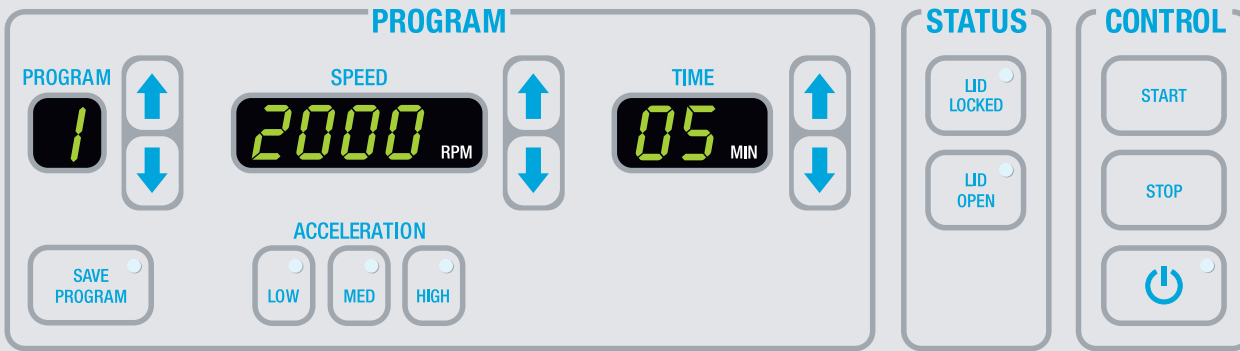 PROGRAM
STATUS
CONTROL
PROGRAM
SPEED
TIME
1
2000 RPM
05 MIN
LID
LOCKED
START
LID
OPEN
STOP
ACCELERATION
SAVE
PROGRAM
LOW
MED
HIGH